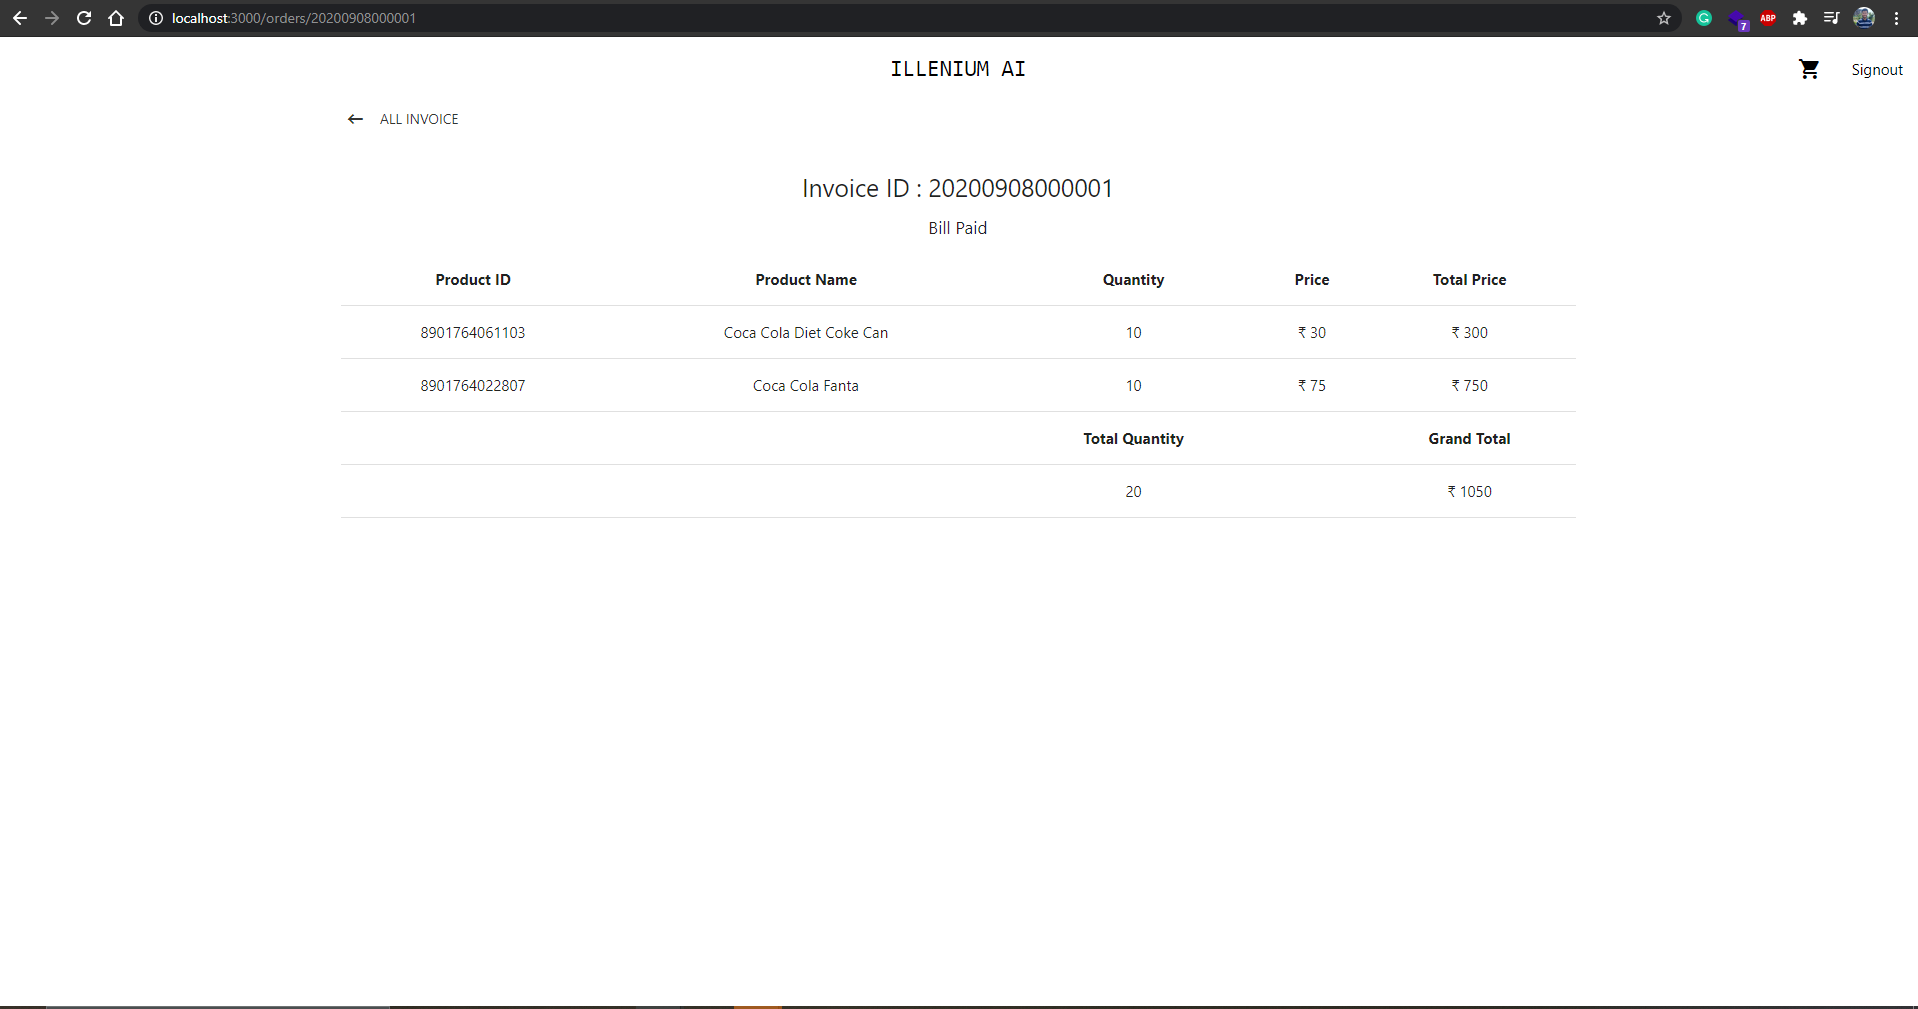 localhost:3000/orders/20200908000001
7
ABP
ILLENIUM AI
Signout
ALL INVOICE
Invoice ID : 20200908000001
Bill Paid
Product ID Product Name Quantity Price Total Price
8901764061103 Coca Cola Diet Coke Can 10 ₹ 30 ₹ 300
8901764022807 Coca Cola Fanta 10 ₹ 75 ₹ 750
Total Quantity Grand Total
20 ₹ 1050